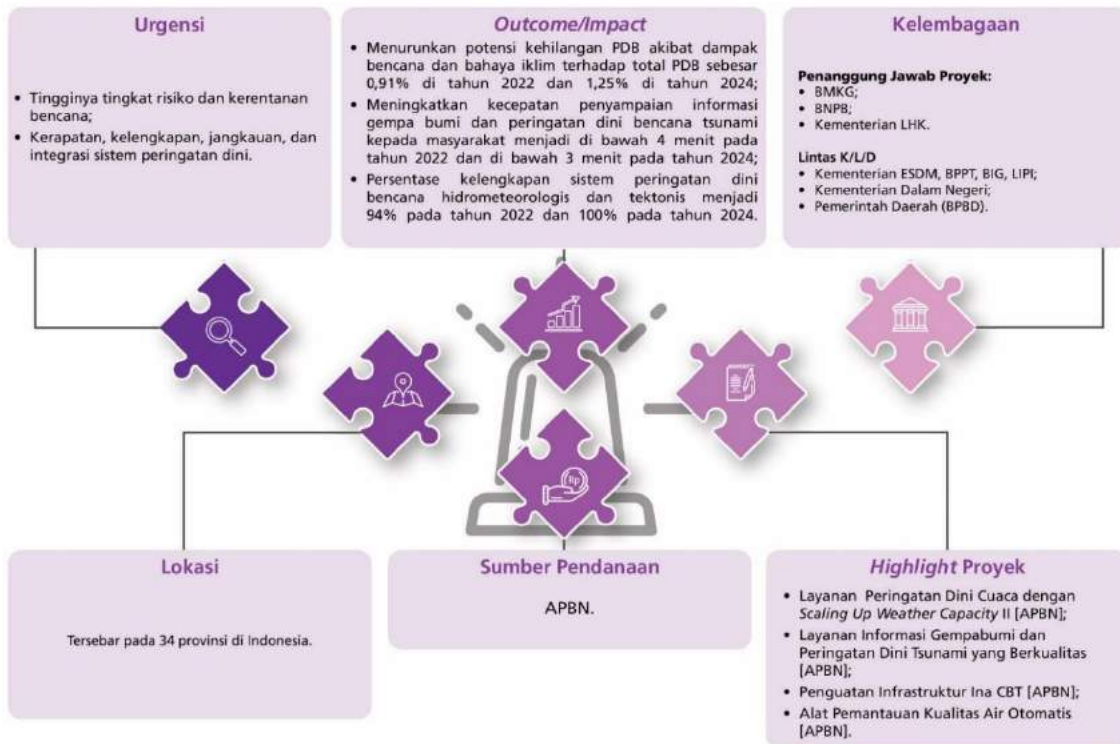 Urgensi
• Tingginya tingkat risiko dan kerentanan
bencana;
• Kerapatan, kelengkapan, jangkauan, dan
integrasi sistem peringatan dini.
Outcome/Impact
• Menurunkan potensi kehilangan PDB akibat dampak
bencana dan bahaya iklim terhadap total PDB sebesar
0,91% di tahun 2022 dan 1,25% di tahun 2024;
• Meningkatkan kecepatan penyampaian informasi
gempa bumi dan peringatan dini bencana tsunami
kepada masyarakat menjadi di bawah 4 menit pada
tahun 2022 dan di bawah 3 menit pada tahun 2024;
• Persentase kelengkapan sistem peringatan dini
bencana hidrometeorologis dan tektonis menjadi
94% pada tahun 2022 dan 100% pada tahun 2024.
Kelembagaan
Penanggung Jawab Proyek:
• BMKG;
• BNPB;
• Kementerian LHK.
Lintas K/L/D
• Kementerian ESDM, BPPT, BIG, LIPI;
• Kementerian Dalam Negeri;
• Pemerintah Daerah (BPBD).
Rp
Lokasi
Tersebar pada 34 provinsi di Indonesia.
Sumber Pendanaan
APBN.
Highlight Proyek
• Layanan Peringatan Dini Cuaca dengan
Scaling Up Weather Capacity II [APBN];
• Layanan Informasi Gempabumi dan
Peringatan Dini Tsunami yang Berkualitas
[APBN];
• Penguatan Infrastruktur Ina CBT [APBN];
• Alat Pemantauan Kualitas Air Otomatis
[APBN].